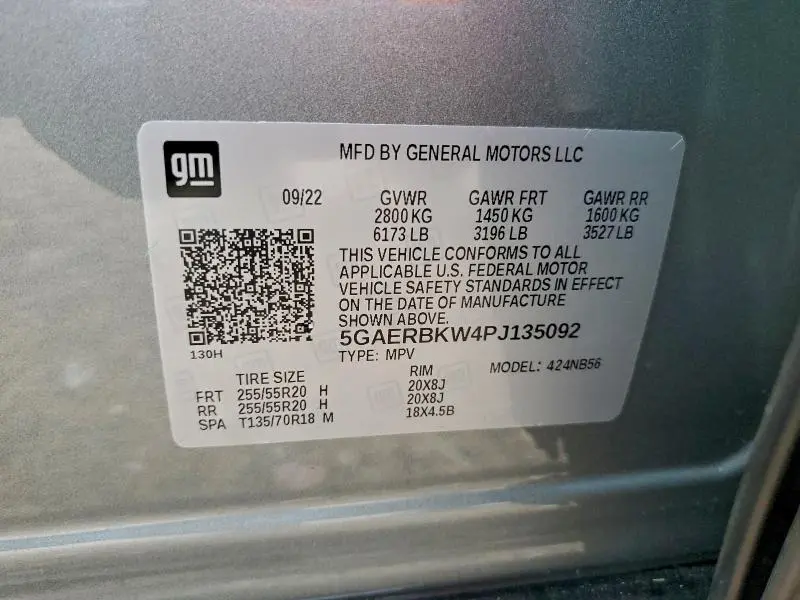 gm
MFD BY GENERAL MOTORS LLC
09/22 GVWR GAWR FRT GAWR RR
2800 KG 1450 KG 1600 KG
6173 LB 3196 LB 3527 LB
THIS VEHICLE CONFORMS TO ALL
APPLICABLE U.S. FEDERAL MOTOR
VEHICLE SAFETY STANDARDS IN EFFECT
ON THE DATE OF MANUFACTURE
SHOWN ABOVE.
5GAERBKW4PJ135092
130H
TYPE: MPV MODEL: 424NB56
TIRE SIZE RIM
FRT 255/55R20 H 20X8J
RR 255/55R20 H 20X8J
SPA T135/70R18 M 18X4.5B